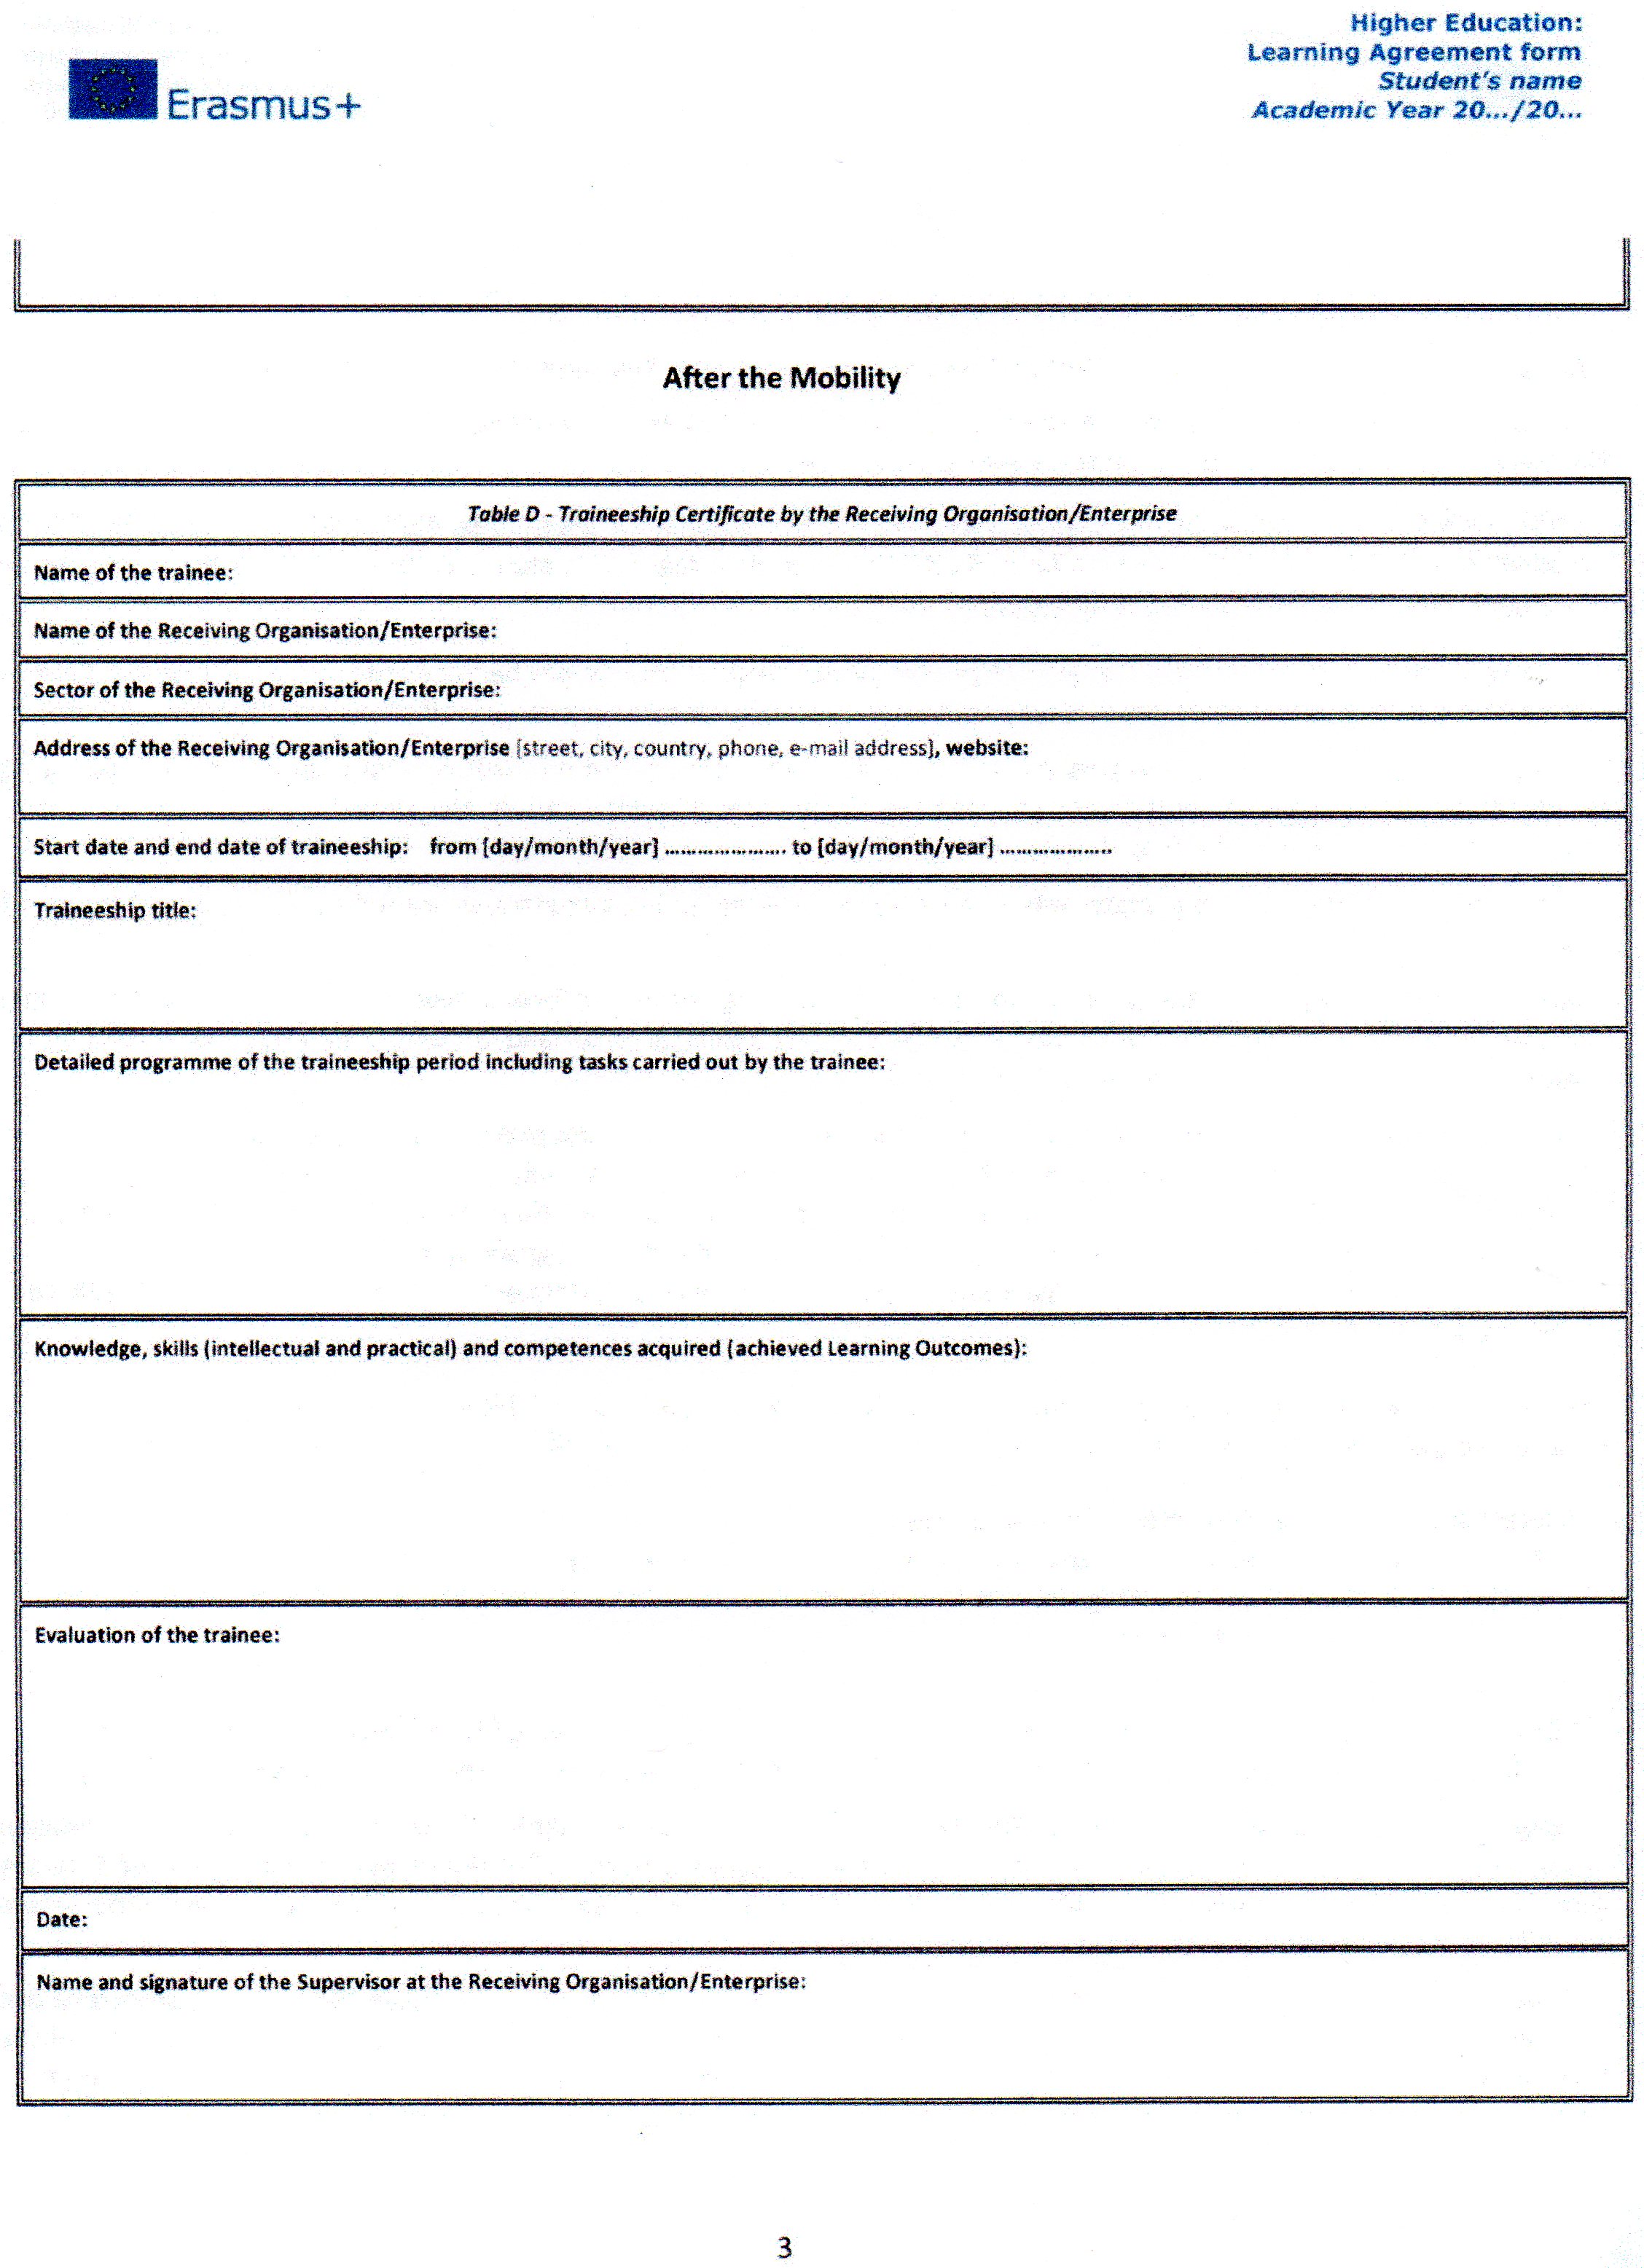 Higher Education:
Learning Agreement form
Student's name
Academic Year 20.../20...
Erasmus+
After the Mobility
Table D - Traineeship Certificate by the Receiving Organisation/Enterprise
Name of the trainee:
Name of the Receiving Organisation/Enterprise:
Sector of the Receiving Organisation/Enterprise:
Address of the Receiving Organisation/Enterprise [street, city, country, phone, e-mail address], website:
Start date and end date of traineeship: from [day/month/year] ...................... to [day/month/year] ....................
Traineeship title:
Detailed programme of the traineeship period including tasks carried out by the trainee:
Knowledge, skills (intellectual and practical) and competences acquired (achieved Learning Outcomes):
Evaluation of the trainee:
Date:
Name and signature of the Supervisor at the Receiving Organisation/Enterprise:
3